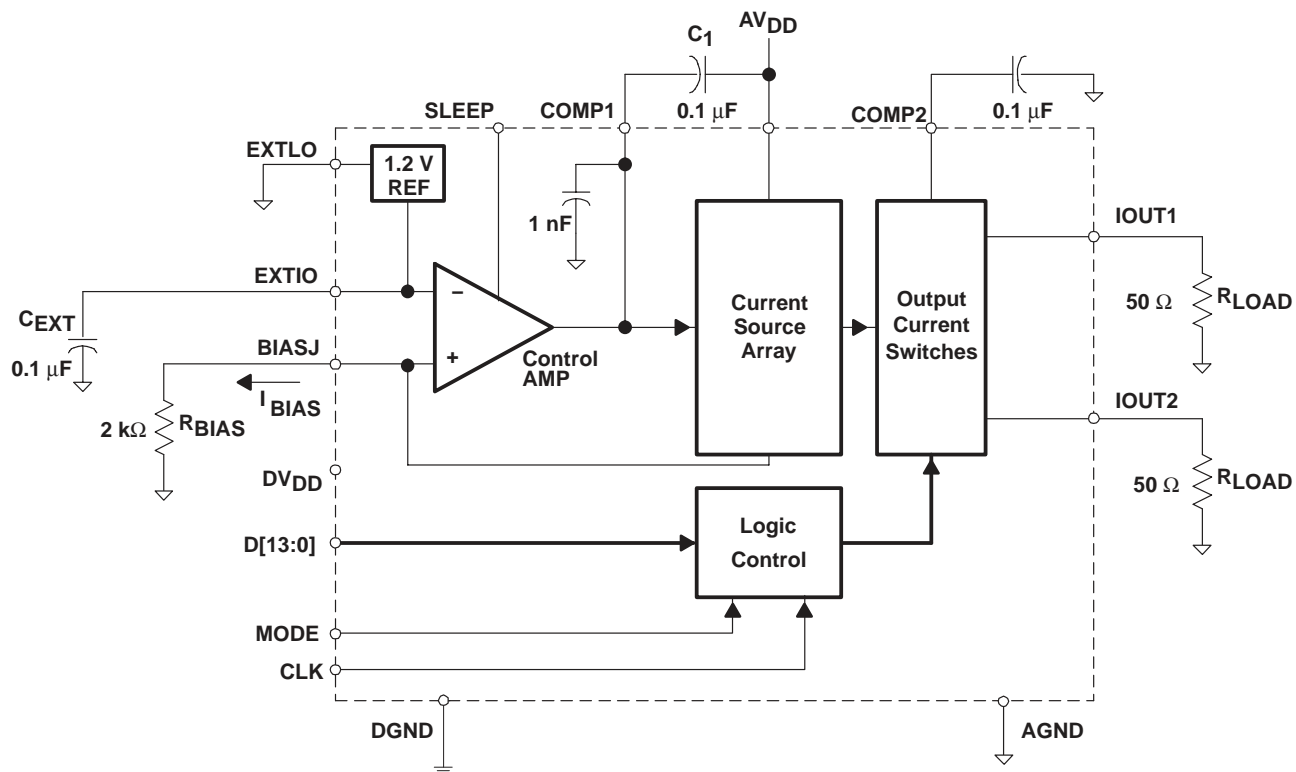 AVDD
C1
0.1 µF
SLEEP
COMP1
COMP2
0.1 µF
EXTLO
1.2 V
REF
1 nF
IOUT1
EXTIO
−
CEXT
0.1 µF
Current
Source
Array
Output
Current
Switches
50 Ω
RLOAD
BIASJ
+
Control
AMP
IBIAS
2 kΩ
RBIAS
IOUT2
DVDD
50 Ω
RLOAD
D[13:0]
Logic
Control
MODE
CLK
DGND
AGND